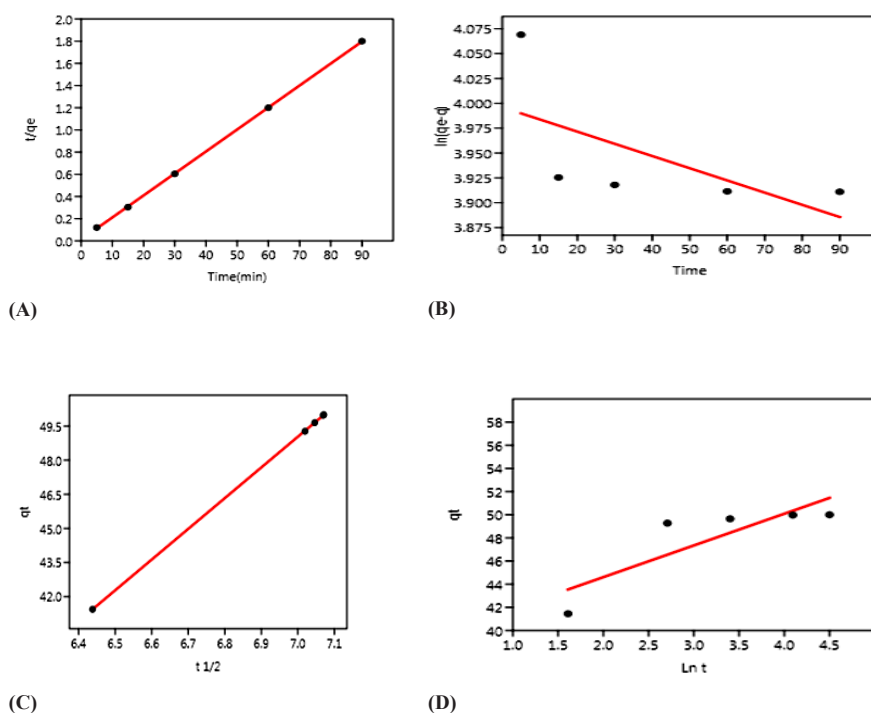 2.0
1.8
1.6
1.4
1.2
1.0
0.8
0.6
0.4
0.2
0.0
t/qe
0 10 20 30 40 50 60 70 80 90
Time(min)
(A)
4.075
4.050
4.025
4.000
3.975
3.950
3.925
3.900
3.875
ln(qe-q)
0 10 20 30 40 50 60 70 80 90
Time
(B)
49.5
48.0
46.5
45.0
43.5
42.0
qt
6.4 6.5 6.6 6.7 6.8 6.9 7.0 7.1
t 1/2
(C)
58
56
54
52
50
48
46
44
42
40
qt
1.0 1.5 2.0 2.5 3.0 3.5 4.0 4.5
Ln t
(D)